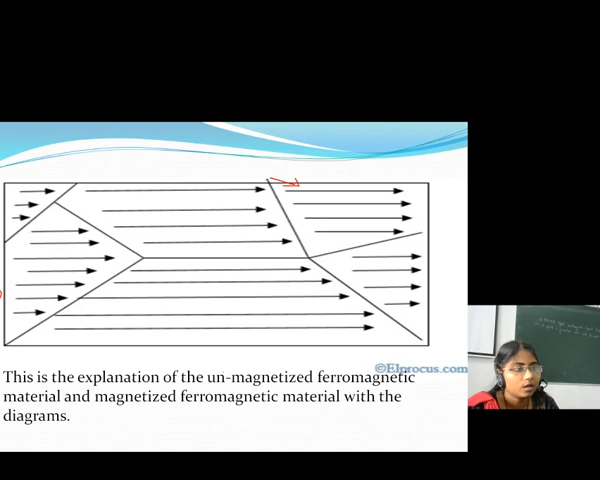 ©Elprocus.com
This is the explanation of the un-magnetized ferromagnetic
material and magnetized ferromagnetic material with the
diagrams.